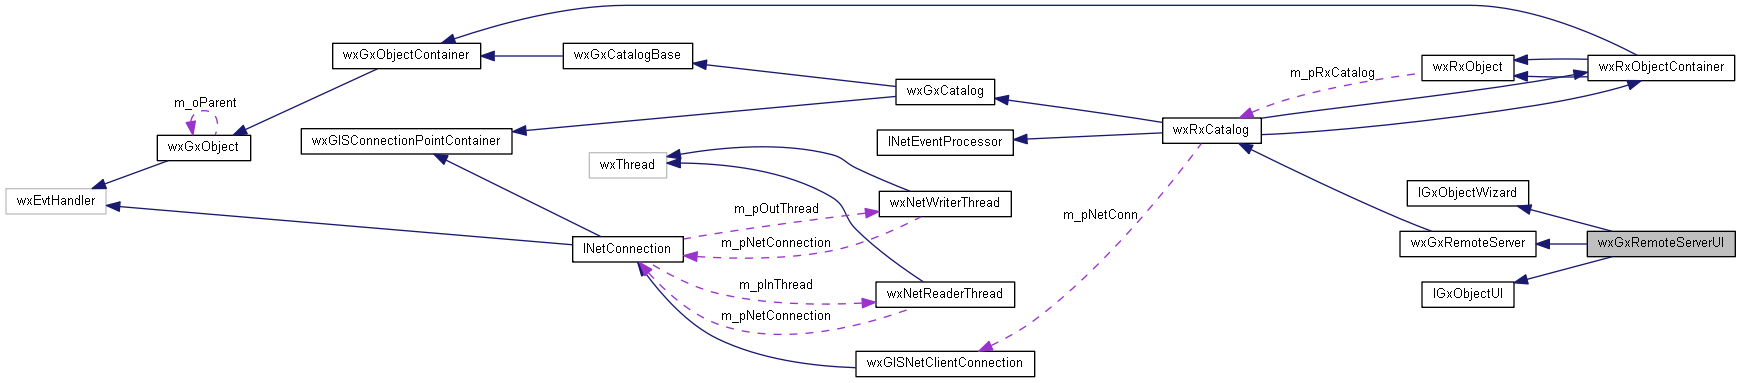 wxGxObjectContainer
wxGxCatalogBase
wxRxObject
wxRxObjectContainer
m_pRxCatalog
wxGxCatalog
m_oParent
wxGxObject
wxGISConnectionPointContainer
INetEventProcessor
wxRxCatalog
wxThread
wxEvtHandler
wxNetWriterThread
IGxObjectWizard
m_pOutThread
m_pNetConn
m_pNetConnection
INetConnection
wxGxRemoteServer
wxGxRemoteServerUI
m_pInThread
wxNetReaderThread
IGxObjectUI
m_pNetConnection
wxGISNetClientConnection